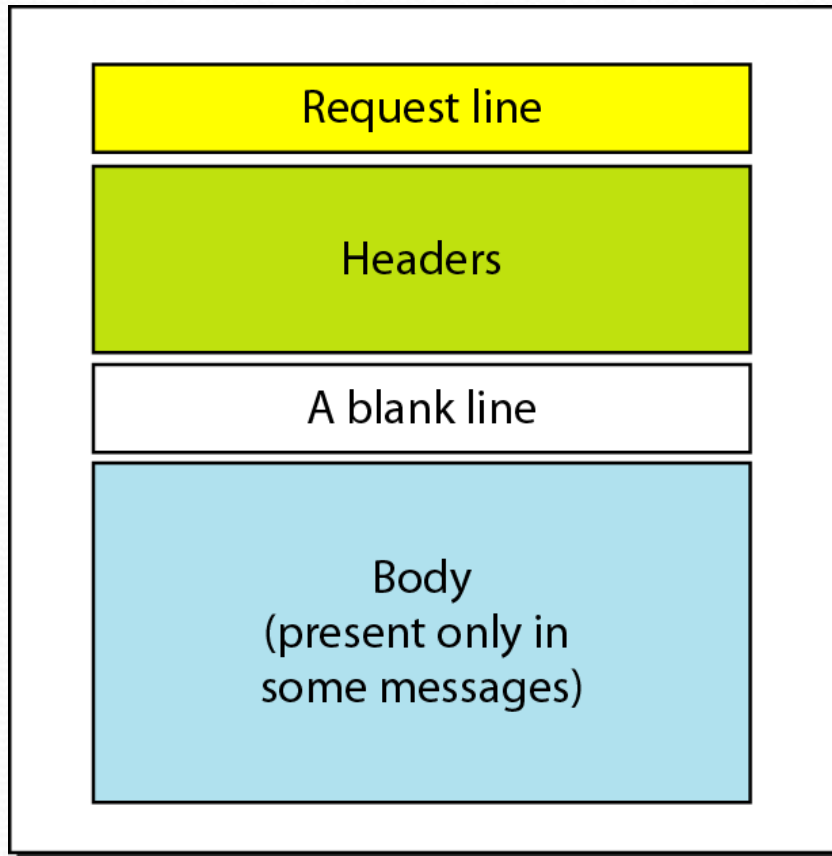 Request line
Headers
A blank line
Body
(present only in
some messages)